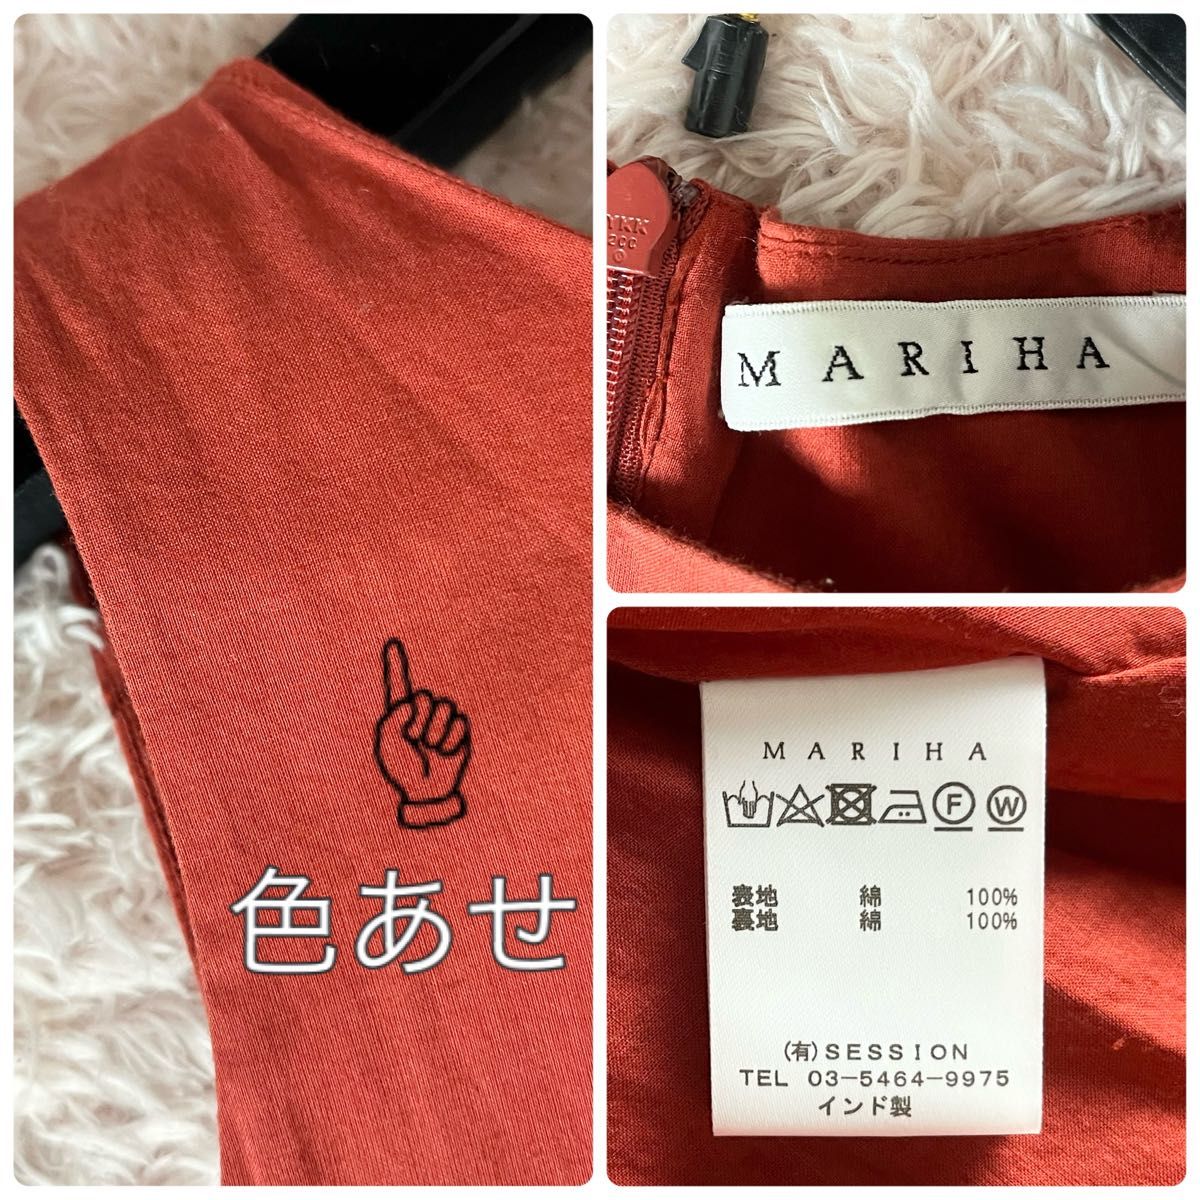 色あせ
YKK
200
MARIHA
MARIHA
F W
表地 綿 100%
裏地 綿 100%
(有)SESSION
TEL 03-5464-9975
インド製